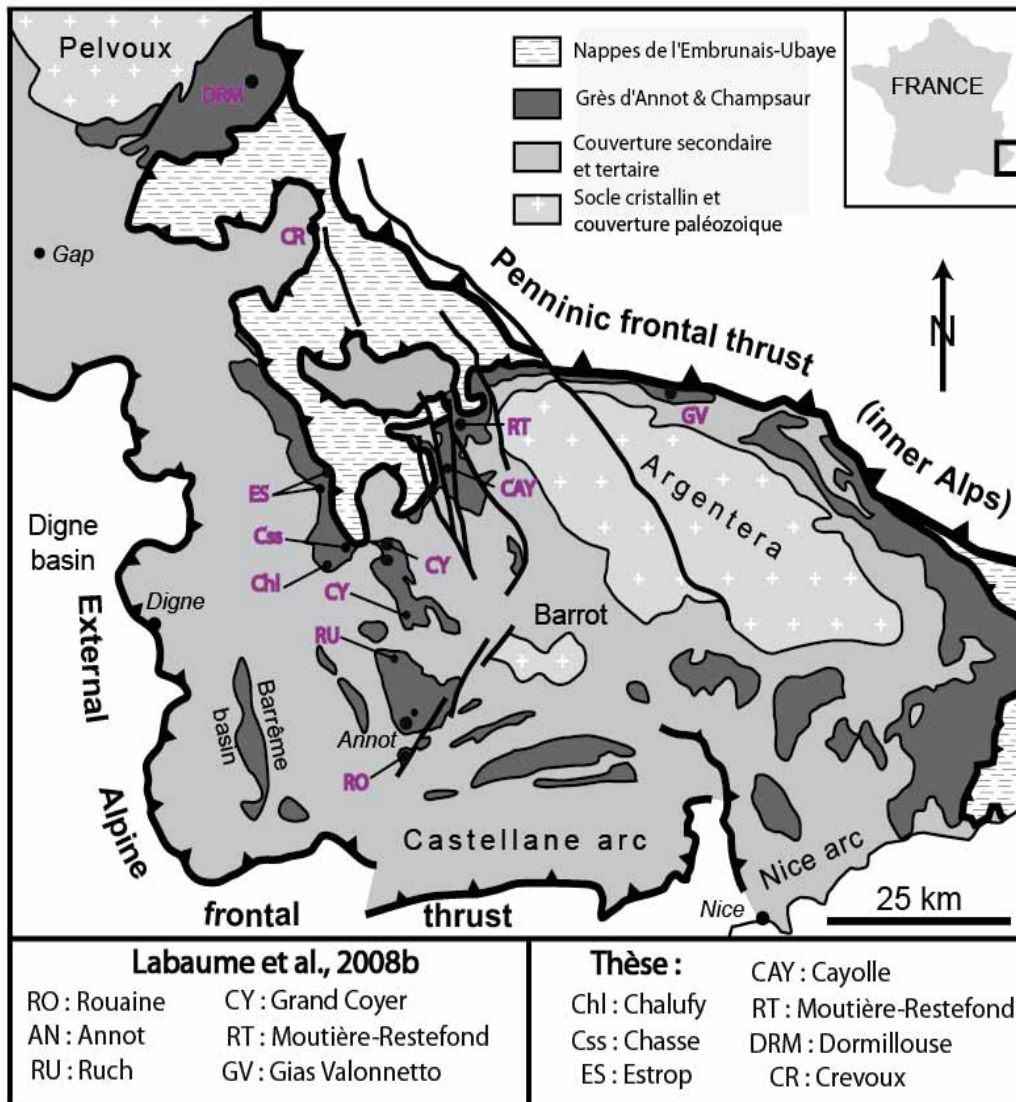 Pelvoux
DRM
Nappes de l'Embrunais-Ubaye
Grès d'Annot & Champsaur
Couverture secondaire
et tertaire
Socle cristallin et
couverture paléozoique
FRANCE
CR
Gap
Penninic frontal thrust
(inner Alps)
N
GV
RT
CAY
Argentera
ES
Css
Chl
CY
CY
Digne
basin
Digne
External
Alpine
frontal
thrust
RU
Barrot
Barrême
basin
Annot
RO
Castellane arc
Nice arc
Nice
25 km
Labaume et al., 2008b
RO : Rouaine
CY : Grand Coyer
AN : Annot
RT : Moutière-Restefond
RU : Ruch
GV : Gias Valonnetto
Thèse :
CAY : Cayolle
Chl : Chalufy
RT : Moutière-Restefond
Css : Chasse
DRM : Dormillouse
ES : Estrop
CR : Crevoux